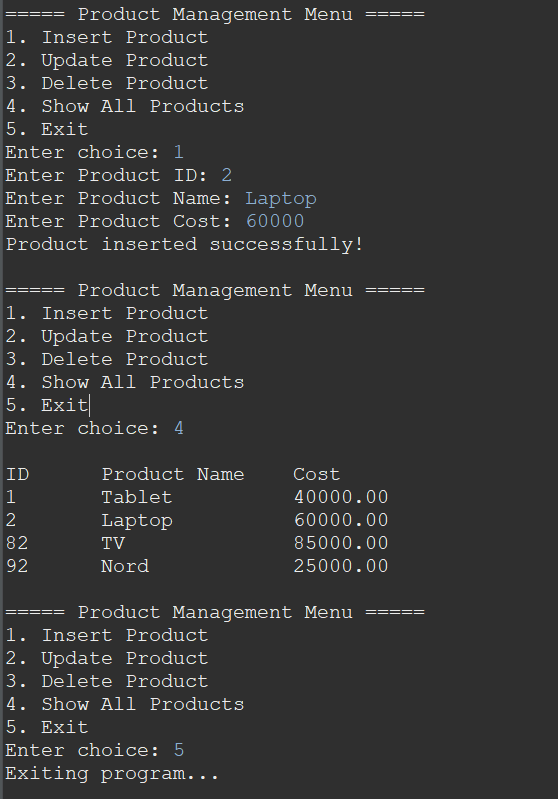 ===== Product Management Menu =====
1. Insert Product
2. Update Product
3. Delete Product
4. Show All Products
5. Exit
Enter choice: 1
Enter Product ID: 2
Enter Product Name: Laptop
Enter Product Cost: 60000
Product inserted successfully!

===== Product Management Menu =====
1. Insert Product
2. Update Product
3. Delete Product
4. Show All Products
5. Exit
Enter choice: 4

ID      Product Name    Cost
1       Tablet          40000.00
2       Laptop          60000.00
82      TV              85000.00
92      Nord            25000.00

===== Product Management Menu =====
1. Insert Product
2. Update Product
3. Delete Product
4. Show All Products
5. Exit
Enter choice: 5
Exiting program...